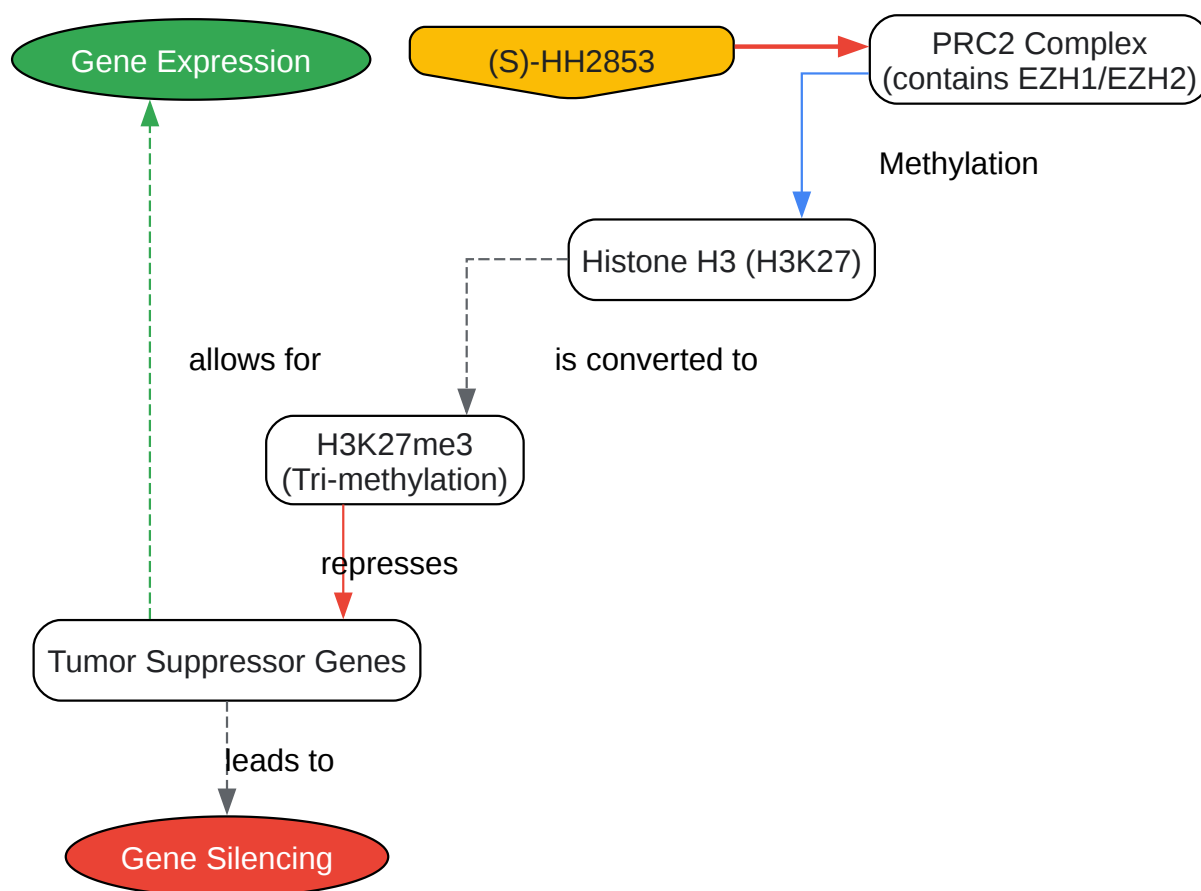 Gene Expression
(S)-HH2853
PRC2 Complex
(contains EZH1/EZH2)
Methylation
Histone H3 (H3K27)
allows for
is converted to
H3K27me3
(Tri-methylation)
represses
Tumor Suppressor Genes
leads to
Gene Silencing